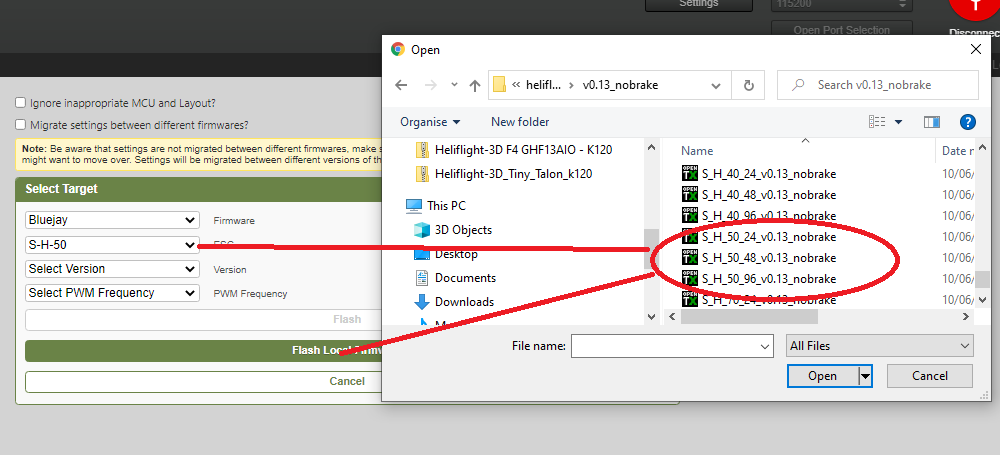 Settings
115200
Open Port Selection
Disconnec
Open
« helifl... › v0.13_nobrake
Search v0.13_nobrake
Organise
New folder
Heliflight-3D F4 GHF13AIO - K120
Heliflight-3D_Tiny_Talon_k120
This PC
3D Objects
Desktop
Documents
Downloads
Name
Date n
S_H_40_24_v0.13_nobrake
10/06/
S_H_40_48_v0.13_nobrake
10/06/
S_H_40_96_v0.13_nobrake
10/06/
S_H_50_24_v0.13_nobrake
10/06/
S_H_50_48_v0.13_nobrake
10/06/
S_H_50_96_v0.13_nobrake
10/06/
S_H_70_24_v0.13_nobrake
10/06/
File name:
All Files
Open
Cancel
Ignore inappropriate MCU and Layout?
Migrate settings between different firmwares?
Note: Be aware that settings are not migrated between different firmwares, make s
might want to move over. Settings will be migrated between different versions of th
Select Target
Bluejay
Firmware
S-H-50
ESC
Select Version
Version
Select PWM Frequency
PWM Frequency
Flash
Flash Local Firmw
Cancel